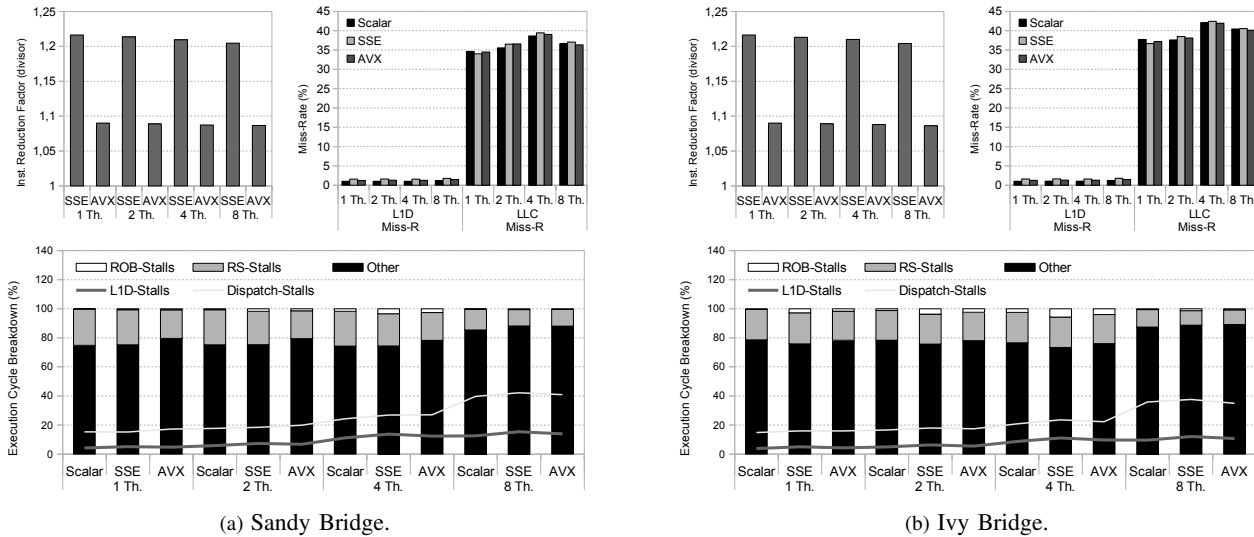 1,25
1,2
1,15
1,1
1,05
1
Inst. Reduction Factor (divisor)
SSE AVX SSE AVX SSE AVX SSE AVX
1 Th. 2 Th. 4 Th. 8 Th.
45
40
35
30
25
20
15
10
5
0
Miss-Rate (%)
Scalar
SSE
AVX
1 Th. 2 Th. 4 Th. 8 Th. 1 Th. 2 Th. 4 Th. 8 Th.
L1D LLC
Miss-R Miss-R
140
120
100
80
60
40
20
0
Execution Cycle Breakdown (%)
ROB-Stalls RS-Stalls Other
L1D-Stalls Dispatch-Stalls
Scalar SSE AVX Scalar SSE AVX Scalar SSE AVX Scalar SSE AVX
1 Th. 2 Th. 4 Th. 8 Th.
(a) Sandy Bridge.
1,25
1,2
1,15
1,1
1,05
1
Inst. Reduction Factor (divisor)
SSE AVX SSE AVX SSE AVX SSE AVX
1 Th. 2 Th. 4 Th. 8 Th.
45
40
35
30
25
20
15
10
5
0
Miss-Rate (%)
Scalar
SSE
AVX
1 Th. 2 Th. 4 Th. 8 Th. 1 Th. 2 Th. 4 Th. 8 Th.
L1D LLC
Miss-R Miss-R
140
120
100
80
60
40
20
0
Execution Cycle Breakdown (%)
ROB-Stalls RS-Stalls Other
L1D-Stalls Dispatch-Stalls
Scalar SSE AVX Scalar SSE AVX Scalar SSE AVX Scalar SSE AVX
1 Th. 2 Th. 4 Th. 8 Th.
(b) Ivy Bridge.